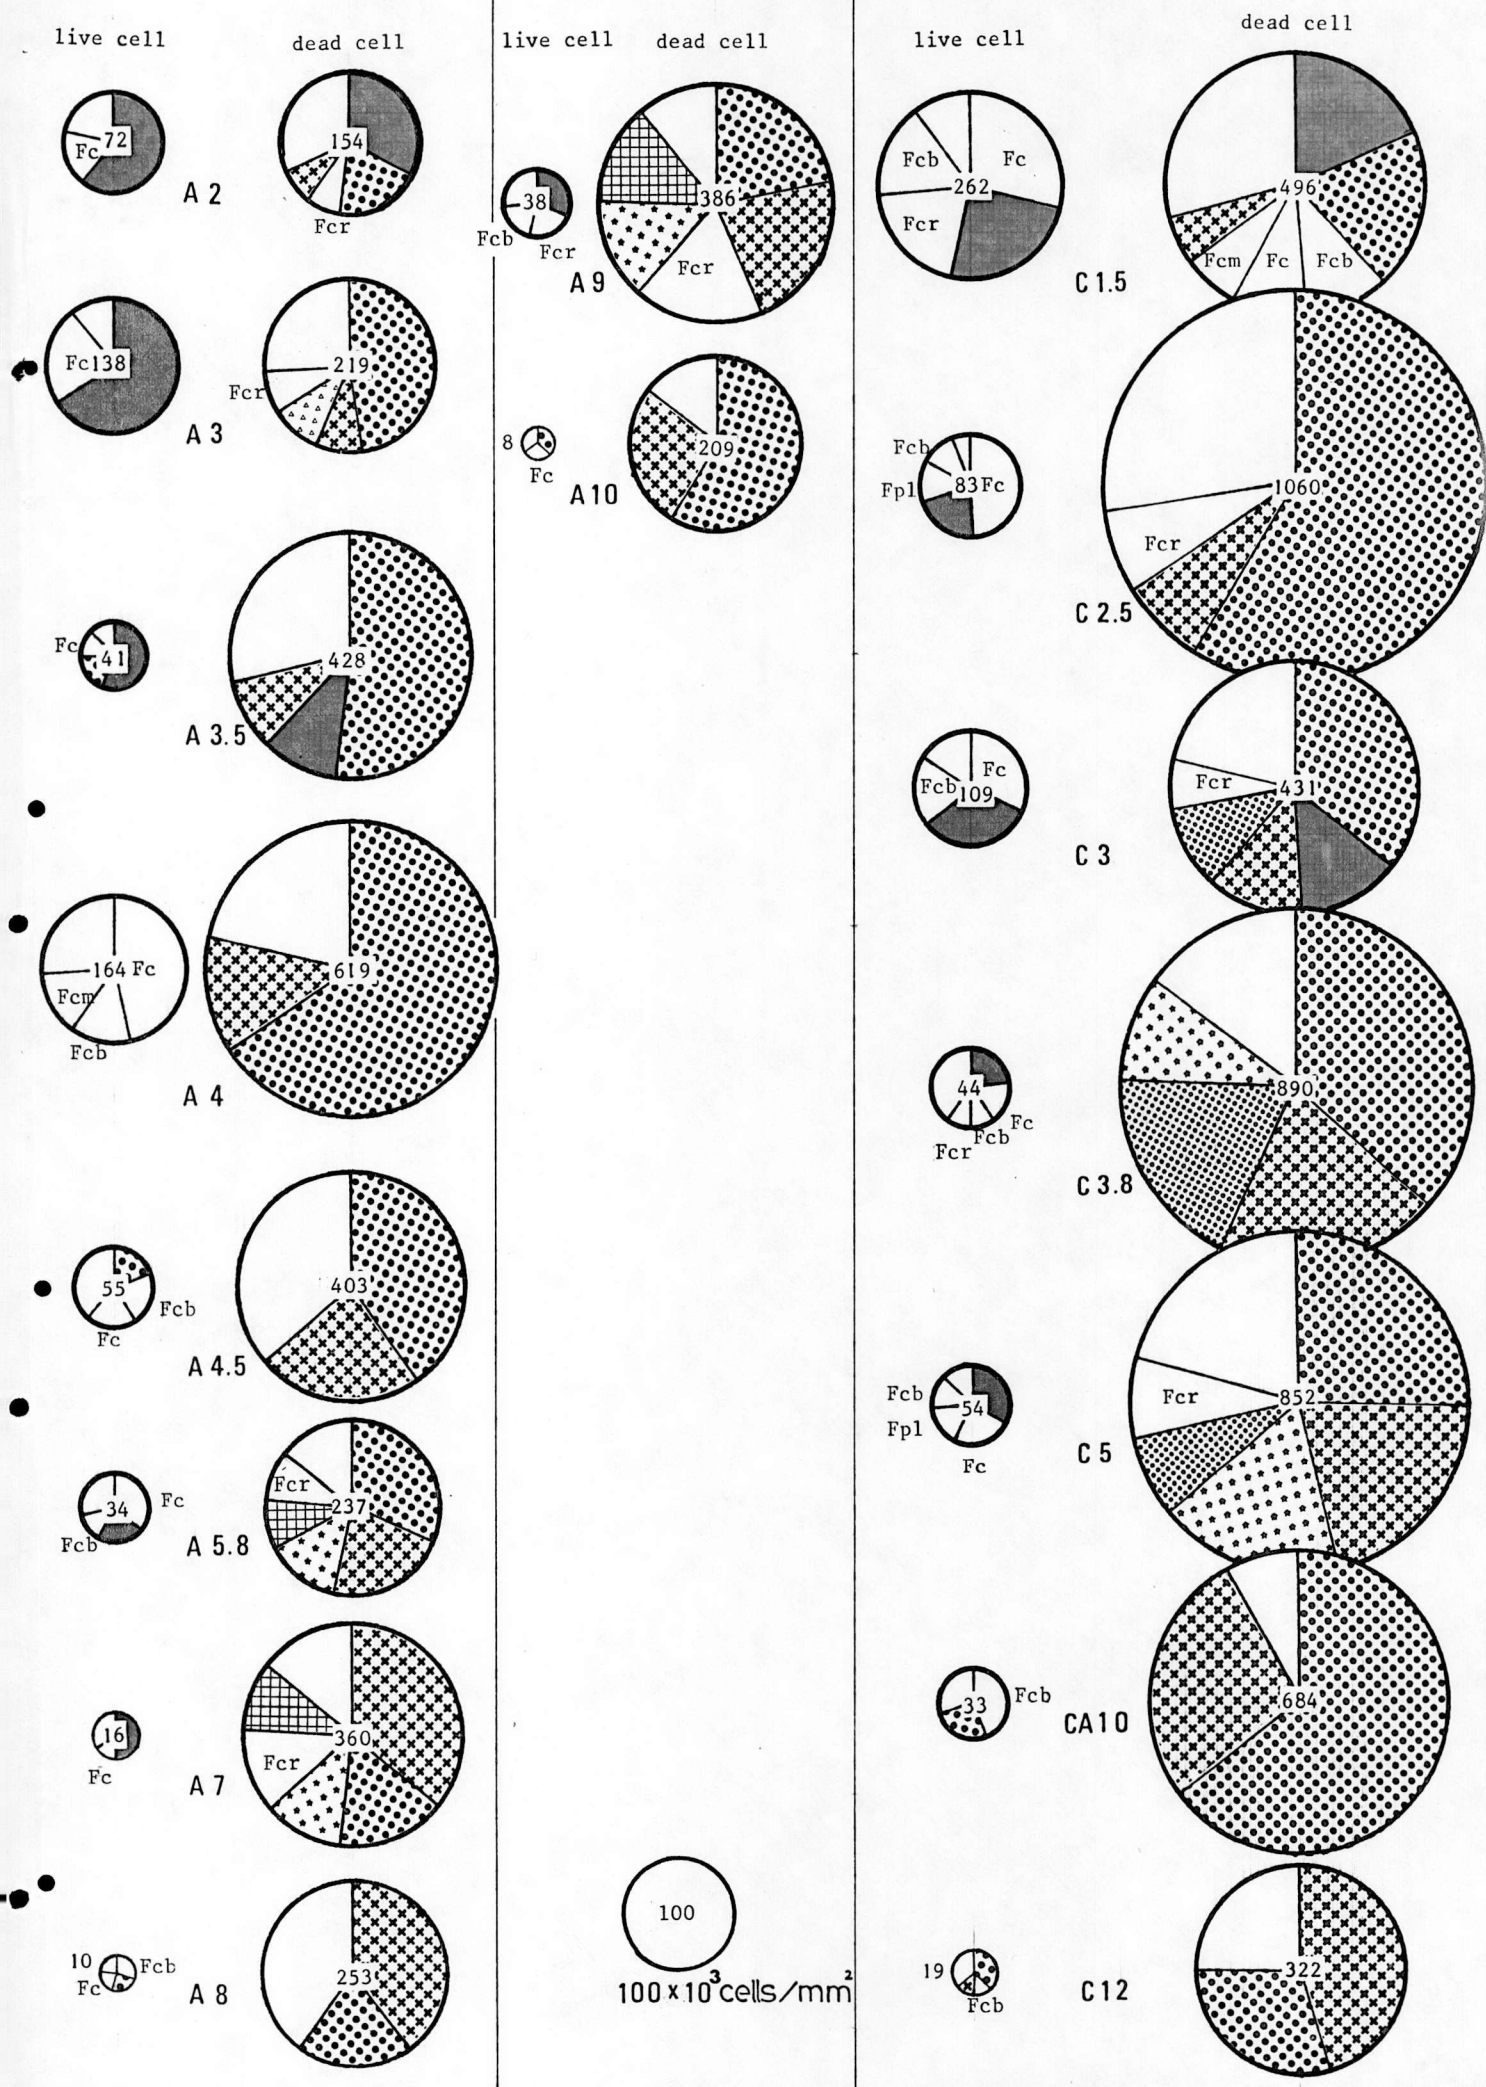 live cell dead cell
72 Fc
154 Fcr
A 2
Fc 138
219 Fcr
A 3
Fc 41
428
A 3.5
164 Fc
Fcm
Fcb
619
A 4
55
Fcb
Fc
403
A 4.5
34 Fc
Fcb
Fcr
237
A 5.8
16
Fc
360
Fcr
A 7
10 Fcb
Fc
253
A 8
live cell dead cell
38
Fcb Fcr
386
Fcr
A 9
8
Fc
209
A 10
100
100 x 10³ cells/mm²
live cell dead cell
Fcb Fc
262
Fcr
496
Fcm Fc Fcb
C 1.5
Fcb
Fpl 83 Fc
1060
Fcr
C 2.5
Fc
Fcb 109
Fcr 431
C 3
44
Fc
Fcb
Fcr
890
C 3.8
Fcb
54
Fpl
Fc
852
Fcr
C 5
33 Fcb
684
CA 10
19
Fcb
322
C 12